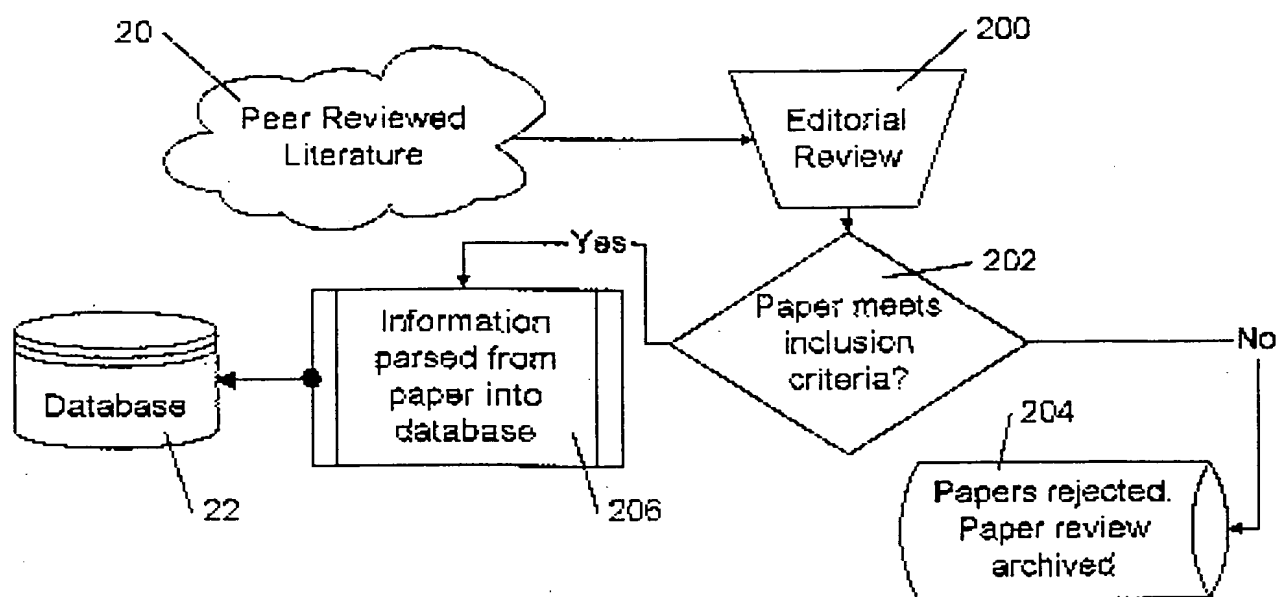 20
200
Peer Reviewed
Literature
Editorial
Review
Yes
202
Paper meets
inclusion
criteria?
No
Information
parsed from
paper into
database
Database
204
22
206
Papers rejected.
Paper review
archived